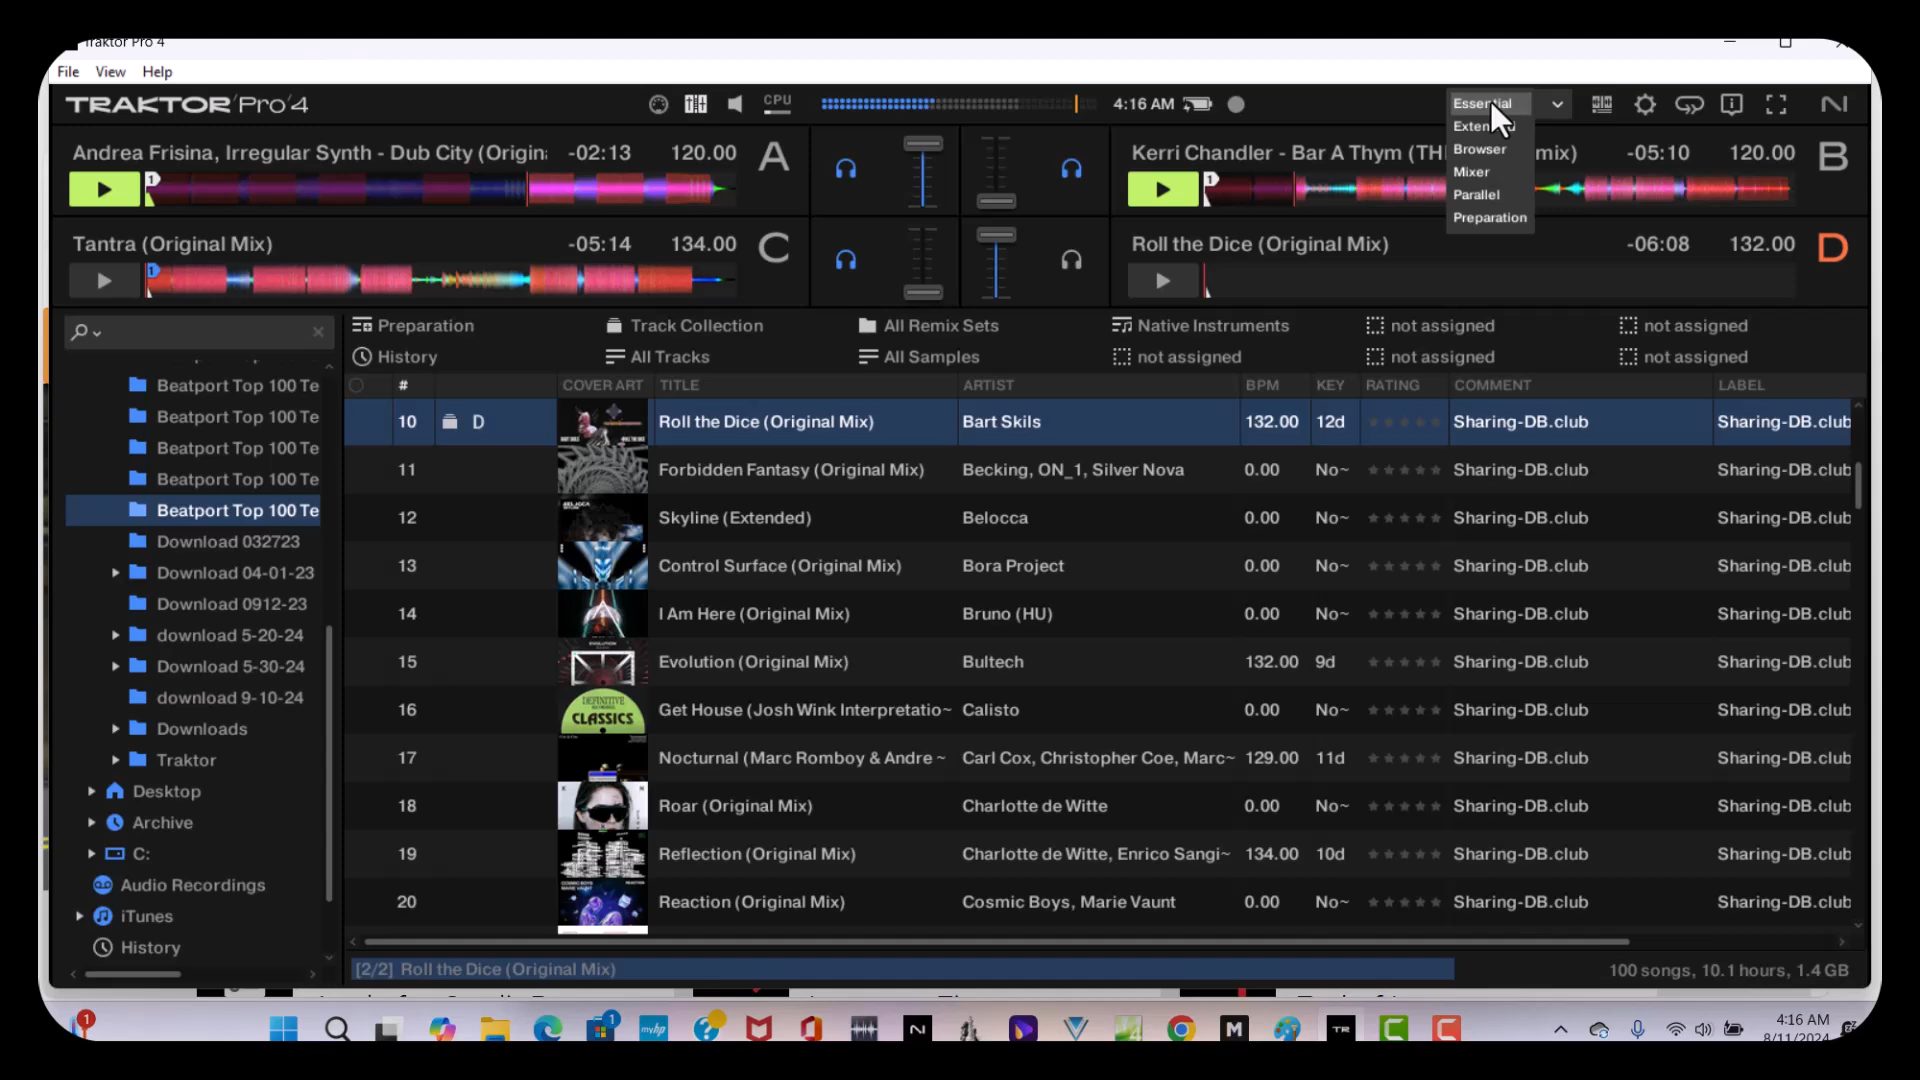 Traktor Pro 4
File View Help
TRAKTOR Pro 4
CPU
4:16 AM
Essential
Extended
Browser
Mixer
Parallel
Preparation
Andrea Frisina, Irregular Synth - Dub City (Origin -02:13 120.00 A
Kerri Chandler - Bar A Thym (TH mix) -05:10 120.00 B
1
1
Tantra (Original Mix) -05:14 134.00 C
Roll the Dice (Original Mix) -06:08 132.00 D
1
Preparation Track Collection All Remix Sets Native Instruments not assigned not assigned
History All Tracks All Samples not assigned not assigned not assigned
# COVER ART TITLE ARTIST BPM KEY RATING COMMENT LABEL
10 D Roll the Dice (Original Mix) Bart Skils 132.00 12d Sharing-DB.club Sharing-DB.club
11 Forbidden Fantasy (Original Mix) Becking, ON_1, Silver Nova 0.00 No~ Sharing-DB.club Sharing-DB.club
12 Skyline (Extended) Belocca 0.00 No~ Sharing-DB.club Sharing-DB.club
13 Control Surface (Original Mix) Bora Project 0.00 No~ Sharing-DB.club Sharing-DB.club
14 I Am Here (Original Mix) Bruno (HU) 0.00 No~ Sharing-DB.club Sharing-DB.club
15 Evolution (Original Mix) Bultech 132.00 9d Sharing-DB.club Sharing-DB.club
16 Get House (Josh Wink Interpretatio~ Calisto 0.00 No~ Sharing-DB.club Sharing-DB.club
17 Nocturnal (Marc Romboy & Andre ~ Carl Cox, Christopher Coe, Marc~ 129.00 11d Sharing-DB.club Sharing-DB.club
18 Roar (Original Mix) Charlotte de Witte 0.00 No~ Sharing-DB.club Sharing-DB.club
19 Reflection (Original Mix) Charlotte de Witte, Enrico Sangi~ 134.00 10d Sharing-DB.club Sharing-DB.club
20 Reaction (Original Mix) Cosmic Boys, Marie Vaunt 0.00 No~ Sharing-DB.club Sharing-DB.club
DEFINITIVE
CLASSICS
Beatport Top 100 Te
Beatport Top 100 Te
Beatport Top 100 Te
Beatport Top 100 Te
Beatport Top 100 Te
Download 032723
Download 04-01-23
Download 0912-23
download 5-20-24
Download 5-30-24
download 9-10-24
Downloads
Traktor
Desktop
Archive
C:
Audio Recordings
iTunes
History
[2/2] Roll the Dice (Original Mix)
100 songs, 10.1 hours, 1.4 GB
1
1
myhp
M
TR
4:16 AM
8/11/2024